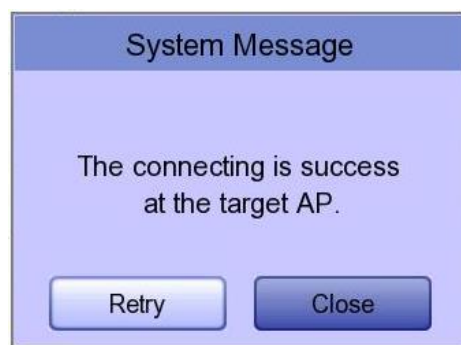 System Message
The connecting is success
at the target AP.
Retry
Close